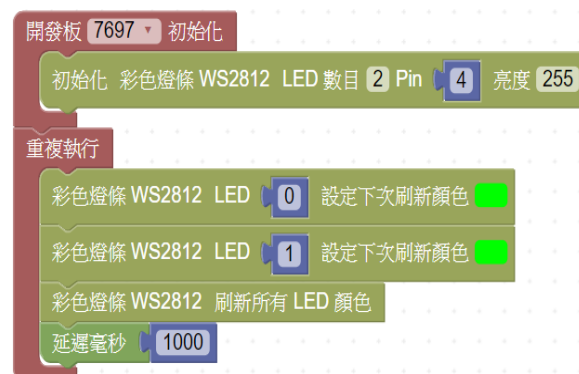 開發板 7697 初始化
初始化 彩色燈條 WS2812 LED 數目 2 Pin 4 亮度 255
重複執行
彩色燈條 WS2812 LED 0 設定下次刷新顏色
彩色燈條 WS2812 LED 1 設定下次刷新顏色
彩色燈條 WS2812 刷新所有 LED 顏色
延遲毫秒 1000